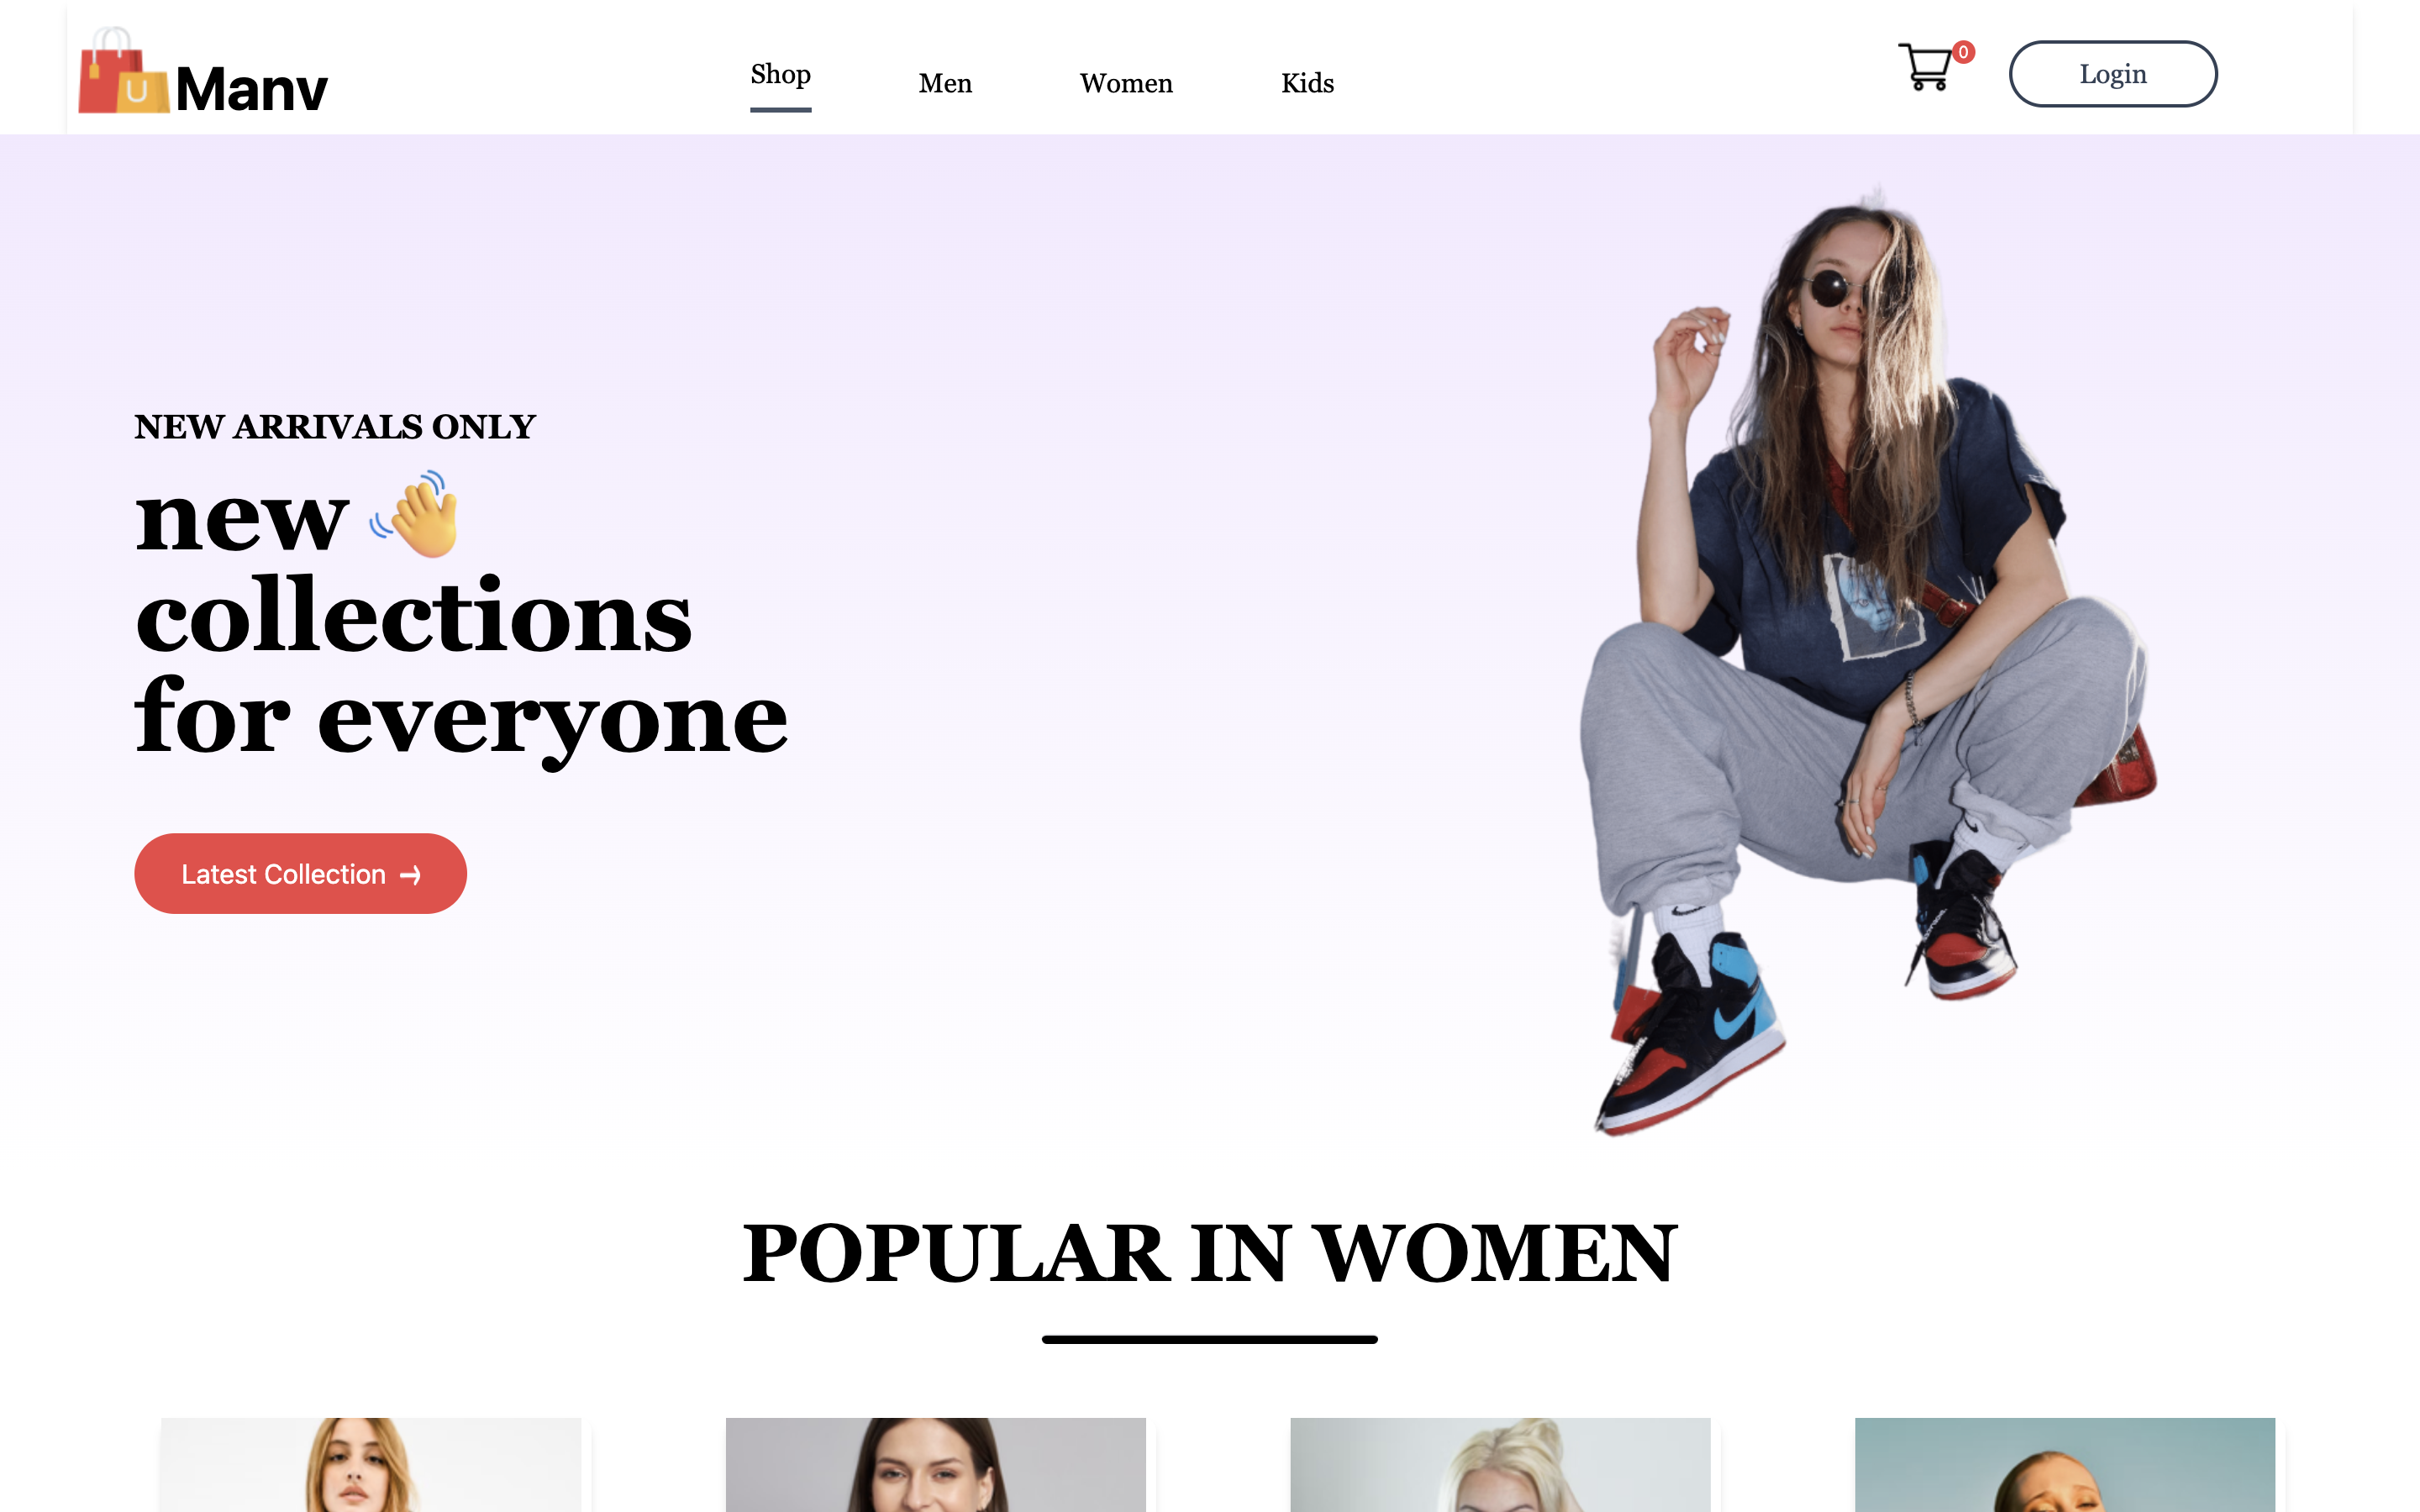 Manv
Shop
Men
Women
Kids
0
Login
NEW ARRIVALS ONLY
new 👋
collections
for everyone
Latest Collection →
POPULAR IN WOMEN